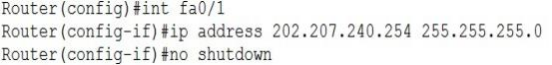 Router(config)#int fa0/1
Router(config-if)#ip address 202.207.240.254 255.255.255.0
Router(config-if)#no shutdown